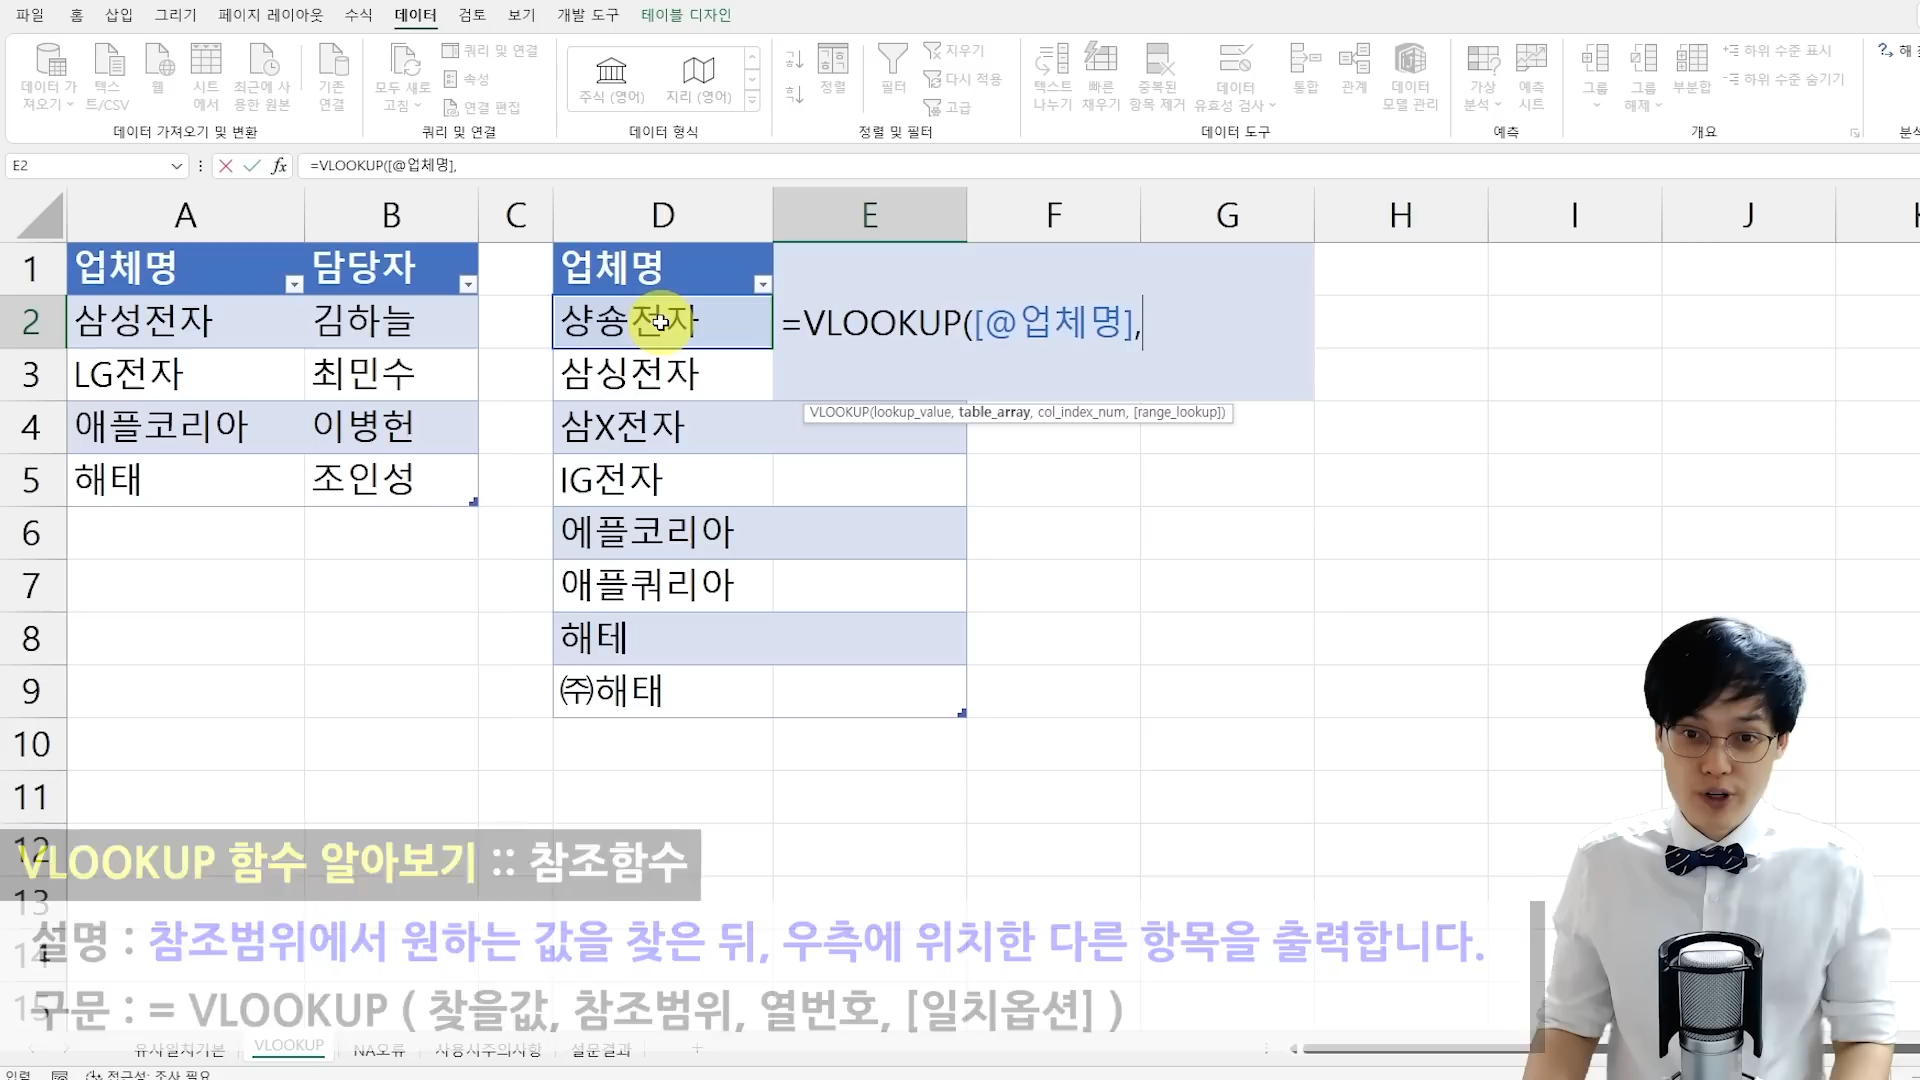 파일 홈 삽입 그리기 페이지 레이아웃 수식 데이터 검토 보기 개발 도구 테이블 디자인
데이터 가져오기
텍스트/CSV
웹
시트에서
최근에 사용한 원본
기존 연결
모두 새로 고침
쿼리 및 연결
속성
연결 편집
주식 (영어)
지리 (영어)
정렬
필터
지우기
다시 적용
고급
텍스트 나누기
빠른 채우기
중복된 항목 제거
데이터 유효성 검사
통합
관계
데이터 모델 관리
가상 분석
예측 시트
그룹
그룹 해제
부분합
하위 수준 표시
하위 수준 숨기기
해
데이터 가져오기 및 변환 쿼리 및 연결 데이터 형식 정렬 및 필터 데이터 도구 예측 개요
E2 fx =VLOOKUP([@업체명],
A B C D E F G H I J
1 업체명 담당자 업체명
2 삼성전자 김하늘 샹숑전자 =VLOOKUP([@업체명],
3 LG전자 최민수 삼싱전자
VLOOKUP(lookup_value, table_array, col_index_num, [range_lookup])
4 애플코리아 이병헌 삼X전자
5 해태 조인성 IG전자
6 에플코리아
7 애플쿼리아
8 해테
9 ㈜해태
10
11
12
VLOOKUP 함수 알아보기 :: 참조함수
13
설명 : 참조범위에서 원하는 값을 찾은 뒤, 우측에 위치한 다른 항목을 출력합니다.
14
구문 : = VLOOKUP ( 찾을값, 참조범위, 열번호, [일치옵션] )
15
유사일치기본 VLOOKUP NA오류 사용시주의사항 설문결과
입력 접근성: 조사 필요